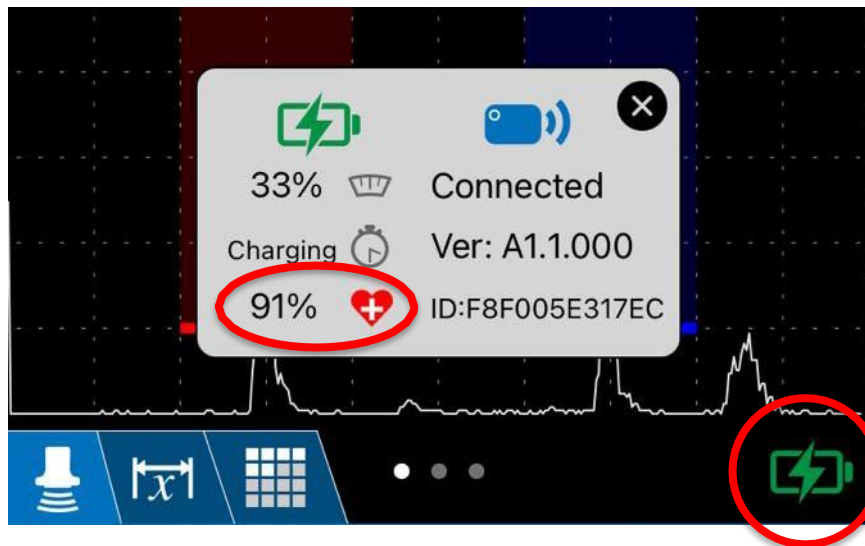 33%
Connected
Charging
Ver: A1.1.000
91%
ID:F8F005E317EC
x